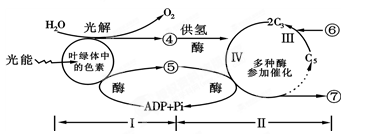 光解
H₂O
O₂
光能
叶绿体中
的色素
④
供氢
酶
2C₃
⑥
III
IV
多种酶
参加催化
C₅
⑤
酶
酶
⑦
ADP+Pi
I
II